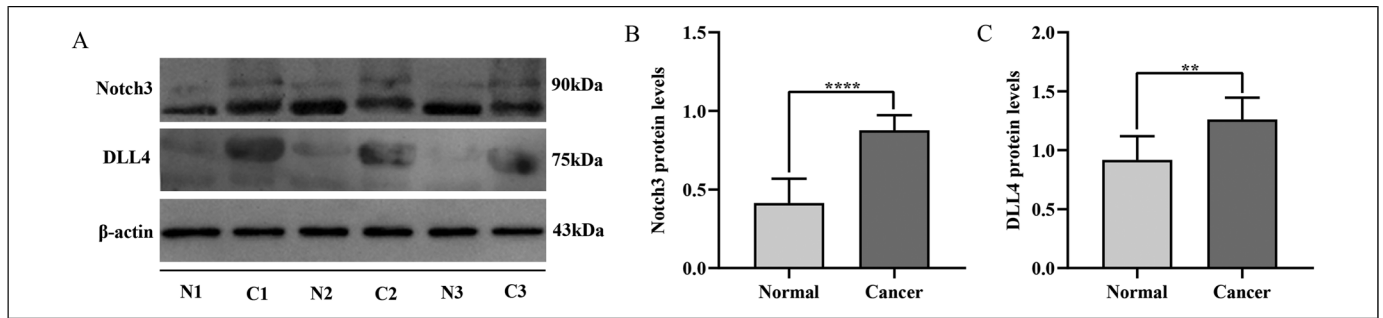 A
Notch3
90kDa
DLL4
75kDa
β-actin
43kDa
N1 C1 N2 C2 N3 C3
B
Notch3 protein levels
1.5
1.0
0.5
0.0
****
Normal Cancer
C
DLL4 protein levels
2.0
1.5
1.0
0.5
0.0
**
Normal Cancer